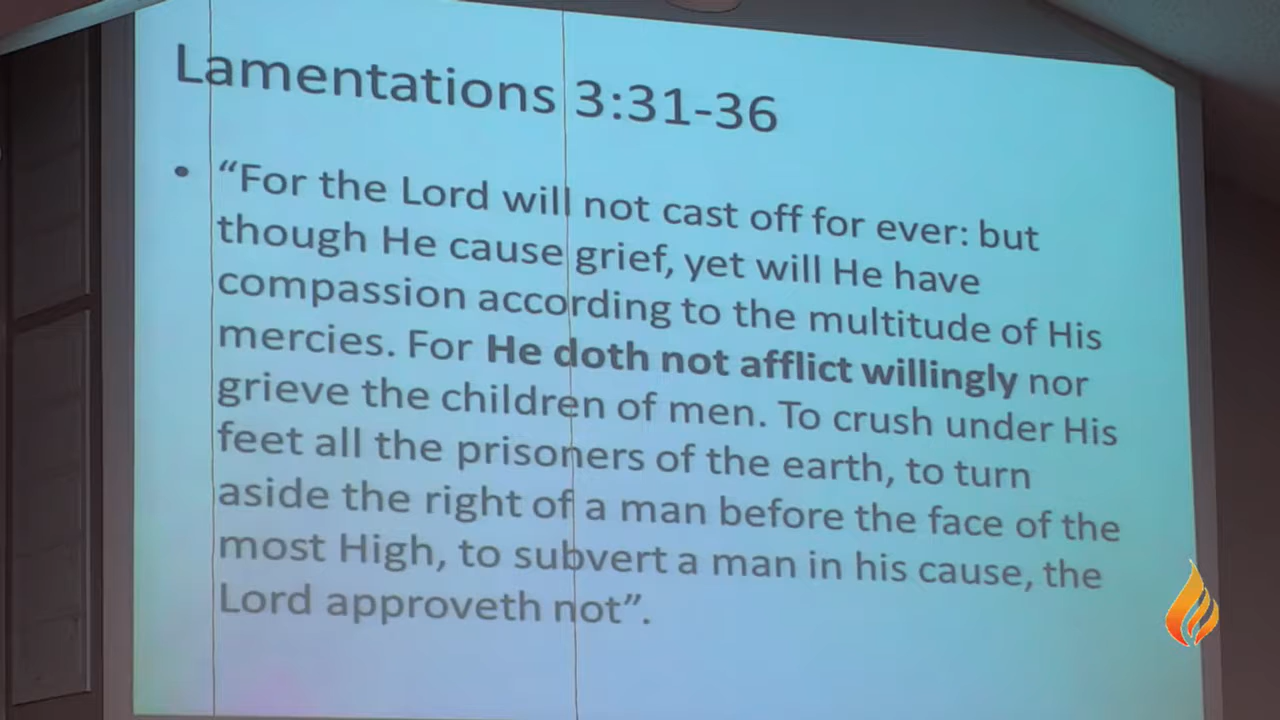 Lamentations 3:31-36
• “For the Lord will not cast off for ever: but
though He cause grief, yet will He have
compassion according to the multitude of His
mercies. For He doth not afflict willingly nor
grieve the children of men. To crush under His
feet all the prisoners of the earth, to turn
aside the right of a man before the face of the
most High, to subvert a man in his cause, the
Lord approveth not”.